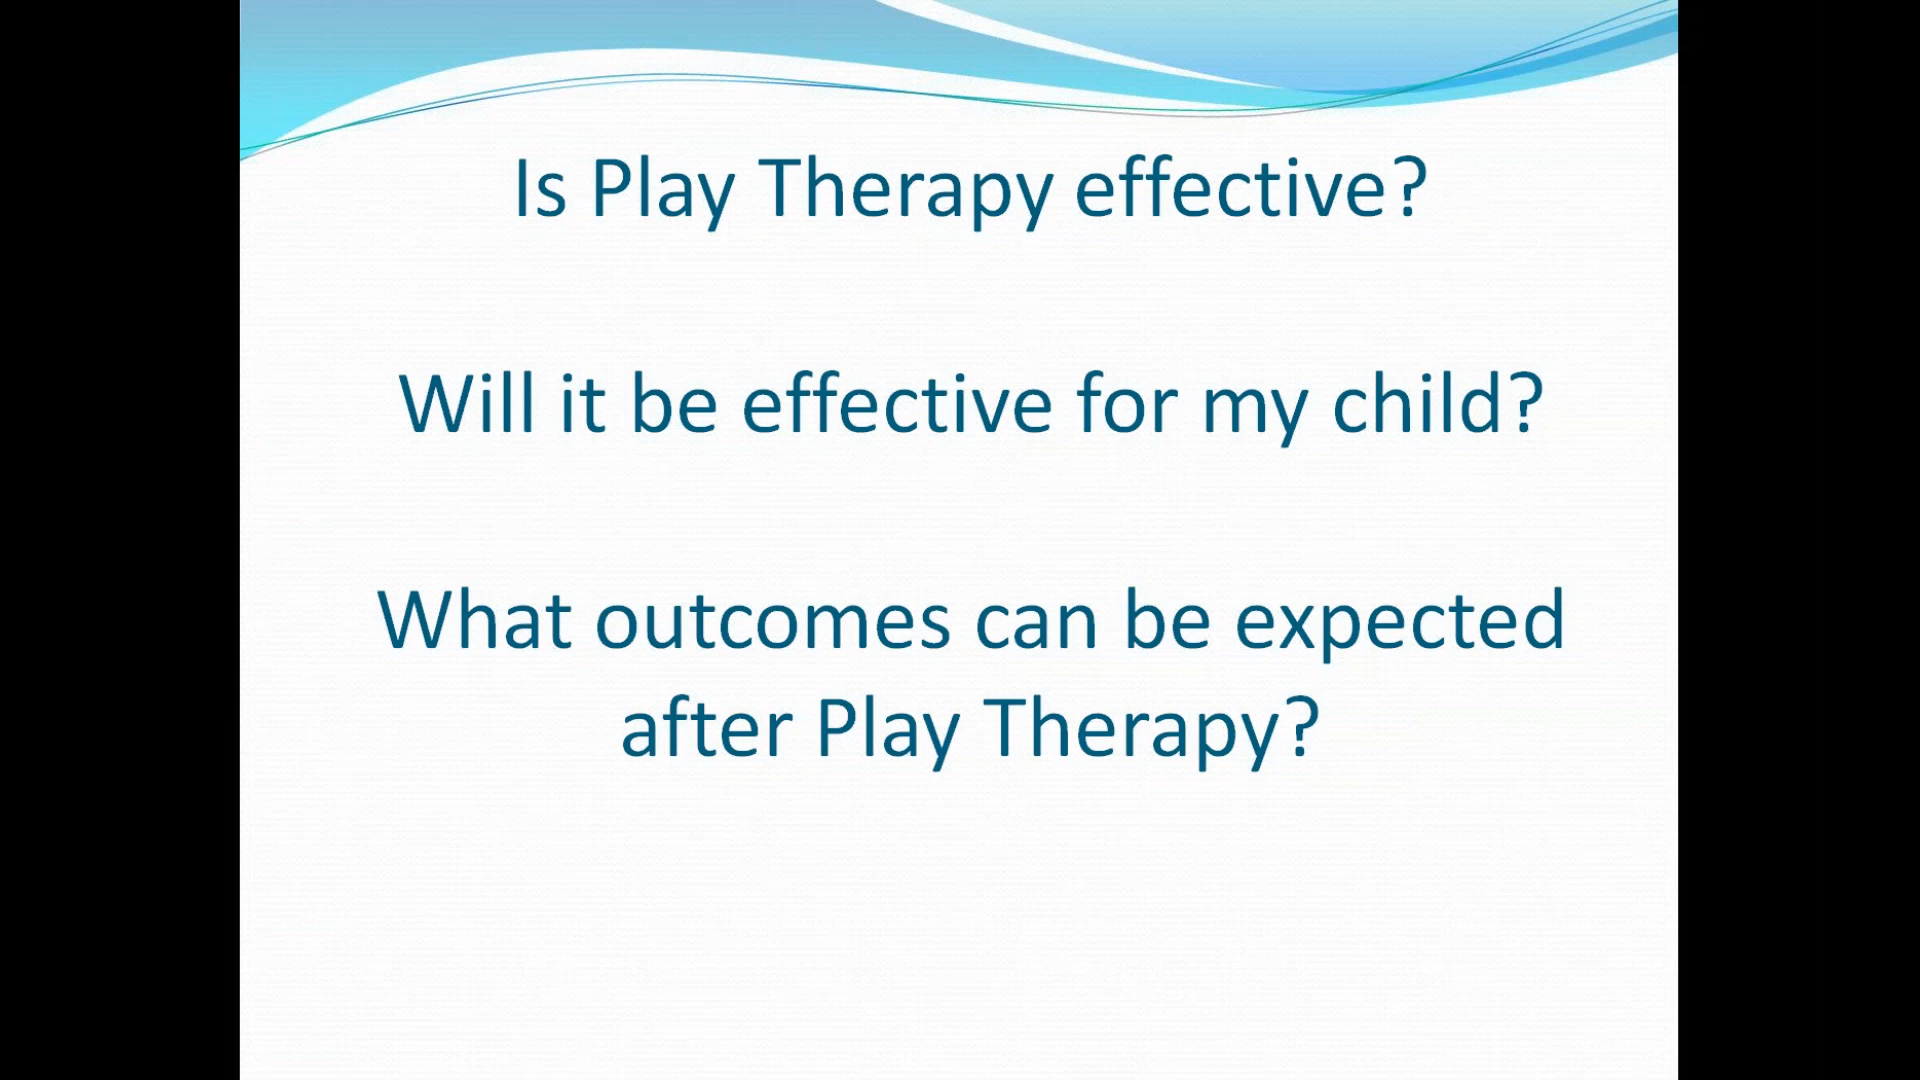 Is Play Therapy effective?
Will it be effective for my child?
What outcomes can be expected
after Play Therapy?